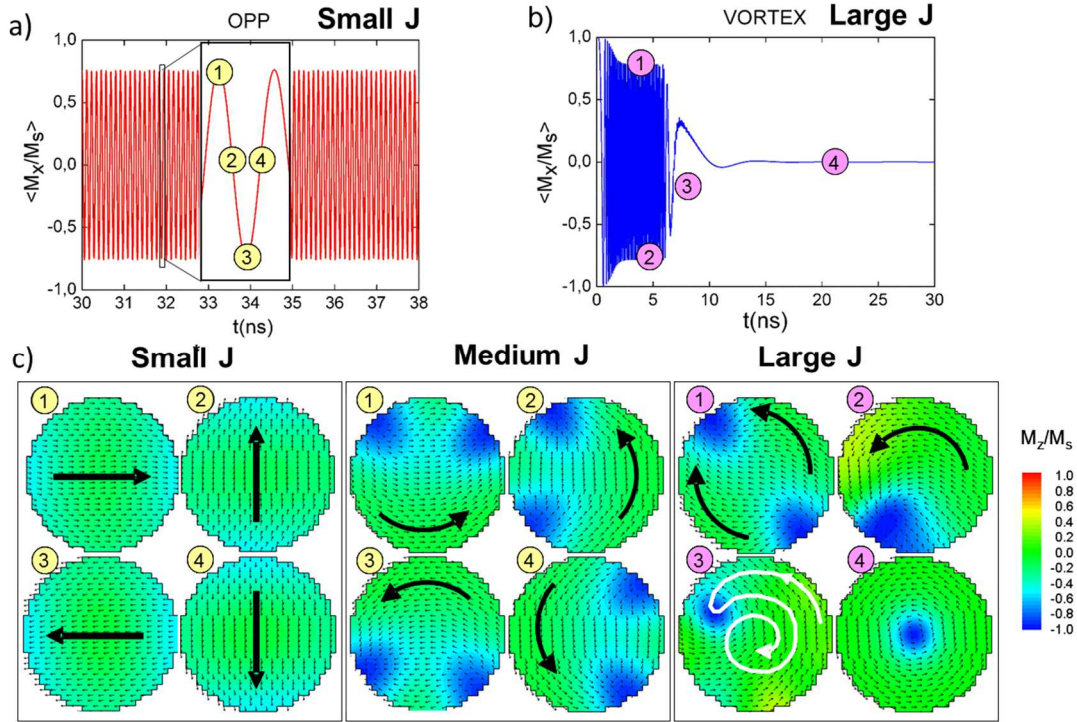 a) OPP Small J
1,0
0,5
0,0
-0,5
-1,0
<Mx/Ms>
1
2
4
3
30 31 32 33 34 35 36 37 38
t(ns)
b) VORTEX Large J
1,0
0,5
0,0
-0,5
-1,0
<Mx/MS>
1
3
4
2
0 5 10 15 20 25 30
t(ns)
c) Small J Medium J Large J
1 2 1 2 1 2
3 4 3 4 3 4
Mz/Ms
1.0
0.8
0.6
0.4
0.2
0.0
-0.2
-0.4
-0.6
-0.8
-1.0